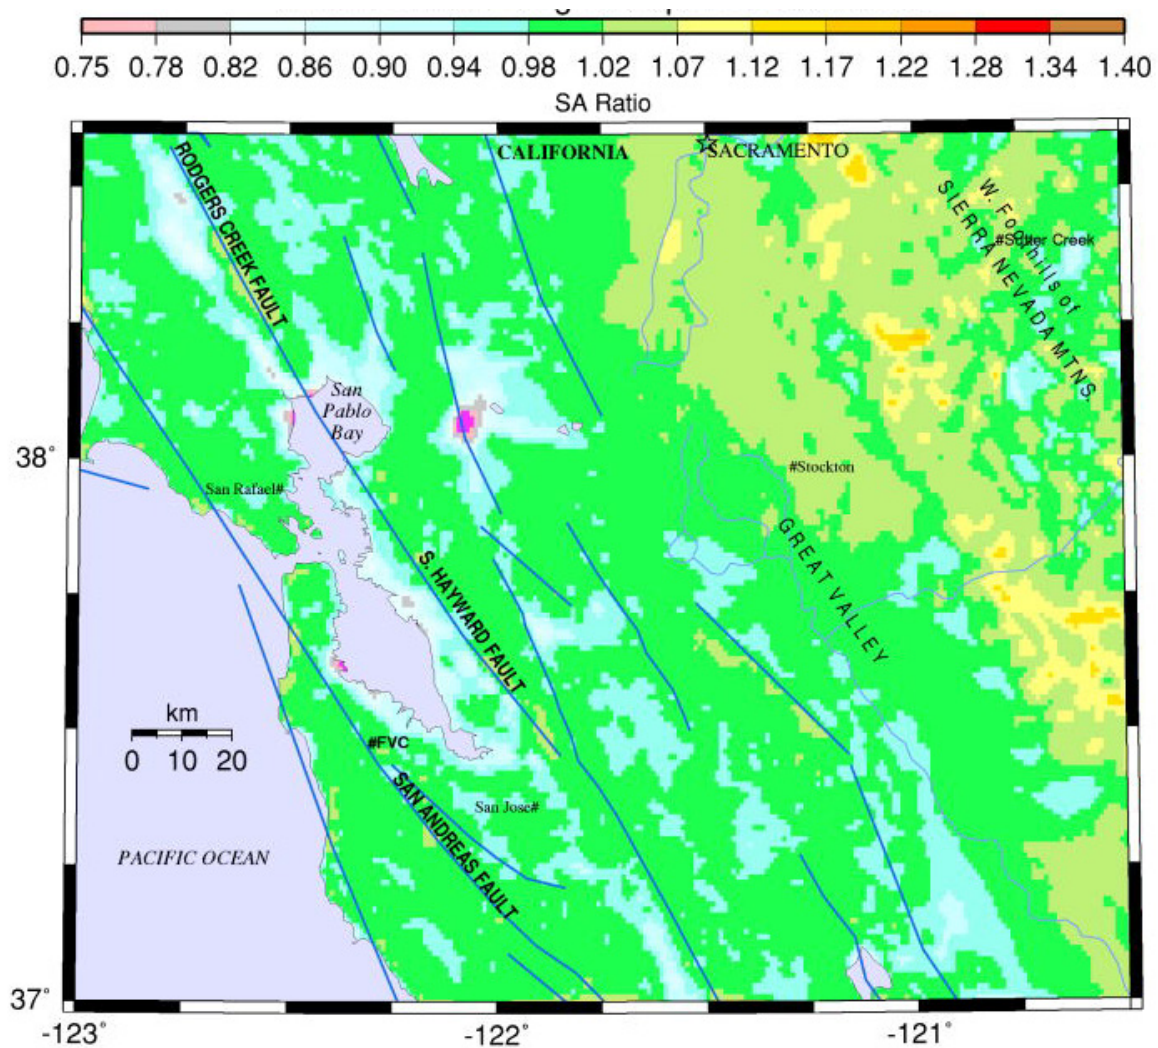 0.75 0.78 0.82 0.86 0.90 0.94 0.98 1.02 1.07 1.12 1.17 1.22 1.28 1.34 1.40
SA Ratio
CALIFORNIA
SACRAMENTO
RODGERS CREEK FAULT
W. Foothills of
SIERRA NEVADA MTNS.
#Sutter Creek
San
Pablo
Bay
38°
San Rafael#
#Stockton
GREAT VALLEY
S. HAYWARD FAULT
km
0 10 20
#FVC
SAN ANDREAS FAULT
San Jose#
PACIFIC OCEAN
37°
-123° -122° -121°